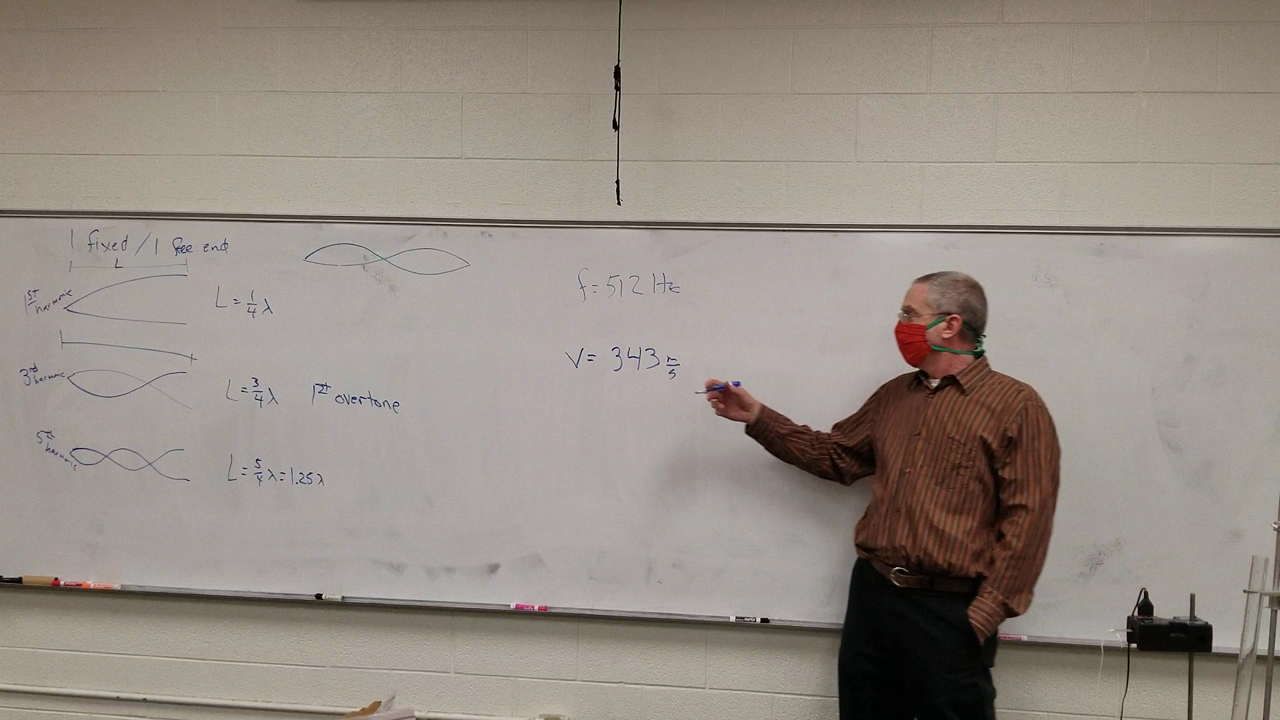 1 fixed / 1 free end
L
1st harmonic
L = 1/4 λ
3rd harmonic
L = 3/4 λ 1st overtone
5th harmonic
L = 5/4 λ = 1.25 λ
f = 512 Hz
v = 343 m/s